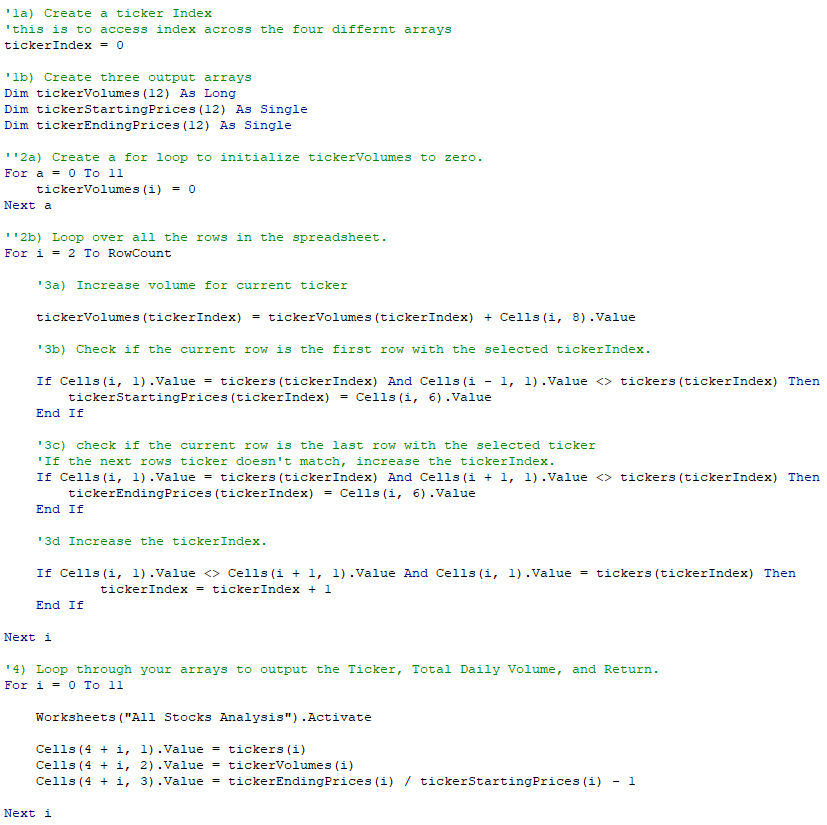 '1a) Create a ticker Index
'this is to access index across the four differnt arrays
tickerIndex = 0
'1b) Create three output arrays
Dim tickerVolumes(12) As Long
Dim tickerStartingPrices(12) As Single
Dim tickerEndingPrices(12) As Single
''2a) Create a for loop to initialize tickerVolumes to zero.
For a = 0 To 11
    tickerVolumes(i) = 0
Next a
''2b) Loop over all the rows in the spreadsheet.
For i = 2 To RowCount
    '3a) Increase volume for current ticker
    tickerVolumes(tickerIndex) = tickerVolumes(tickerIndex) + Cells(i, 8).Value
    '3b) Check if the current row is the first row with the selected tickerIndex.
    If Cells(i, 1).Value = tickers(tickerIndex) And Cells(i - 1, 1).Value <> tickers(tickerIndex) Then
        tickerStartingPrices(tickerIndex) = Cells(i, 6).Value
    End If
    '3c) check if the current row is the last row with the selected ticker
    'If the next rows ticker doesn't match, increase the tickerIndex.
    If Cells(i, 1).Value = tickers(tickerIndex) And Cells(i + 1, 1).Value <> tickers(tickerIndex) Then
        tickerEndingPrices(tickerIndex) = Cells(i, 6).Value
    End If
    '3d Increase the tickerIndex.
    If Cells(i, 1).Value <> Cells(i + 1, 1).Value And Cells(i, 1).Value = tickers(tickerIndex) Then
            tickerIndex = tickerIndex + 1
    End If
Next i
'4) Loop through your arrays to output the Ticker, Total Daily Volume, and Return.
For i = 0 To 11
    Worksheets("All Stocks Analysis").Activate
    Cells(4 + i, 1).Value = tickers(i)
    Cells(4 + i, 2).Value = tickerVolumes(i)
    Cells(4 + i, 3).Value = tickerEndingPrices(i) / tickerStartingPrices(i) - 1
Next i